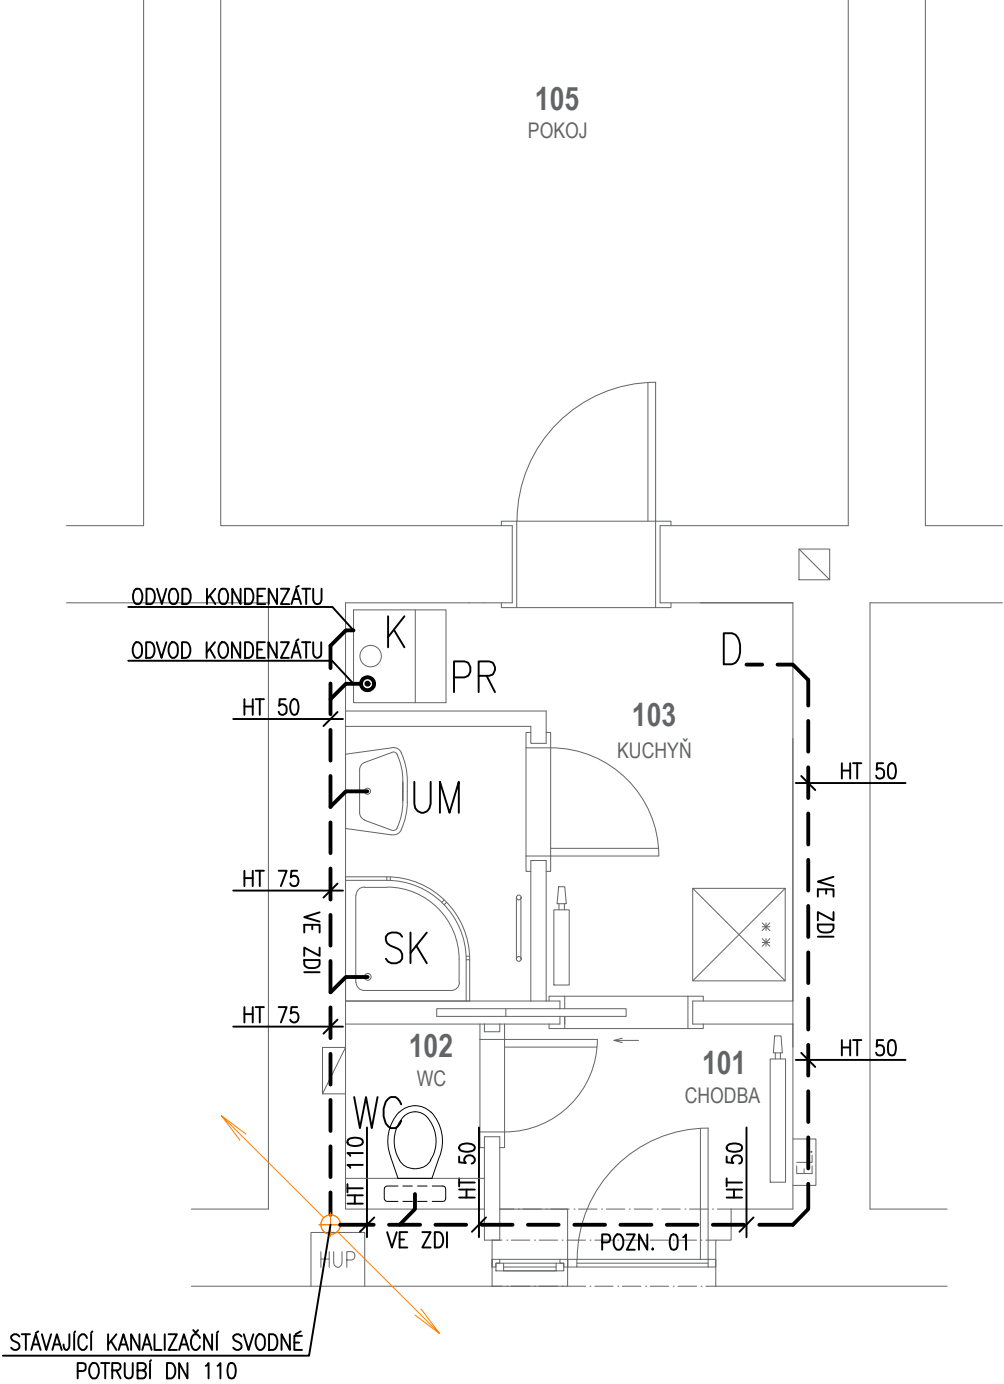 105
POKOJ
ODVOD KONDENZÁTU
K
ODVOD KONDENZÁTU
PR
D
HT 50
103
KUCHYŇ
HT 50
UM
HT 75
VE ZDI
VE ZDI
SK
HT 75
102
WC
101
CHODBA
HT 50
WC
HT 110
HT 50
HT 50
EL.
VE ZDI
POZN. 01
HUP
STÁVAJÍCÍ KANALIZAČNÍ SVODNÉ
POTRUBÍ DN 110